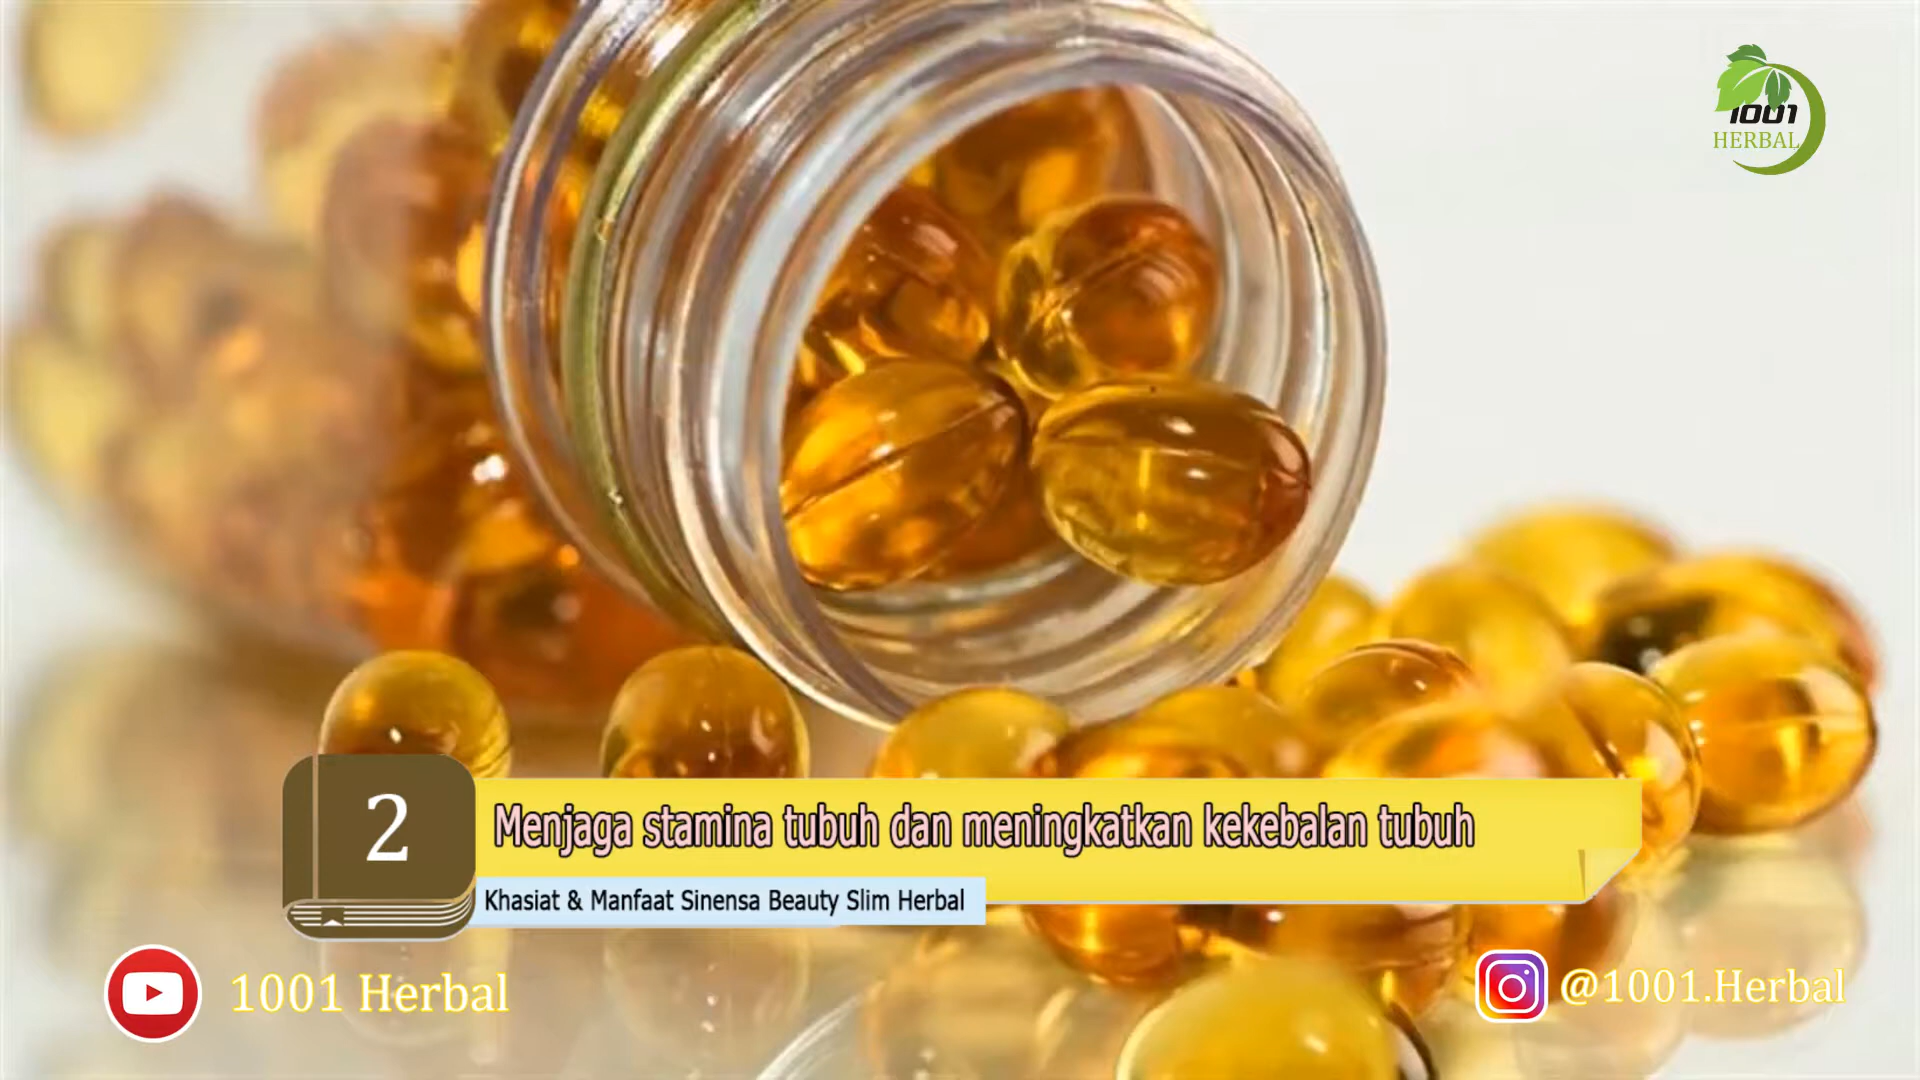 1001
HERBAL
2
Menjaga stamina tubuh dan meningkatkan kekebalan tubuh
Khasiat & Manfaat Sinensa Beauty Slim Herbal
1001 Herbal
@1001.Herbal